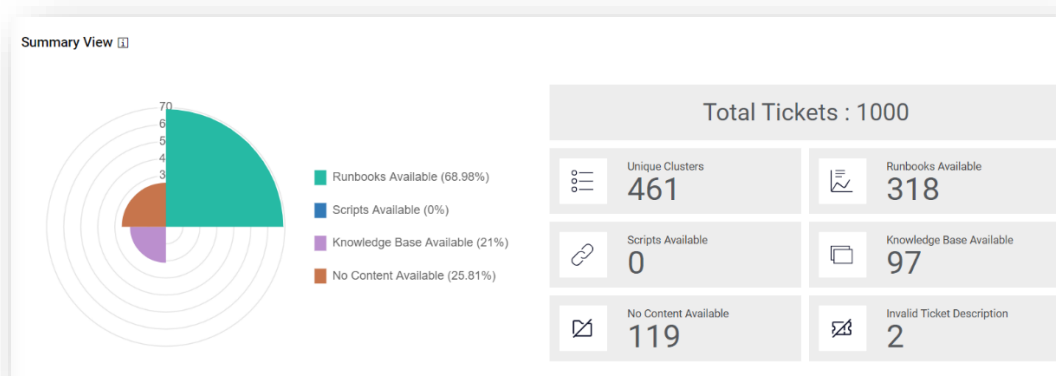 Summary View
70
6
5
4
3
Runbooks Available (68.98%)
Scripts Available (0%)
Knowledge Base Available (21%)
No Content Available (25.81%)
Total Tickets : 1000
Unique Clusters
461
Runbooks Available
318
Scripts Available
0
Knowledge Base Available
97
No Content Available
119
Invalid Ticket Description
2